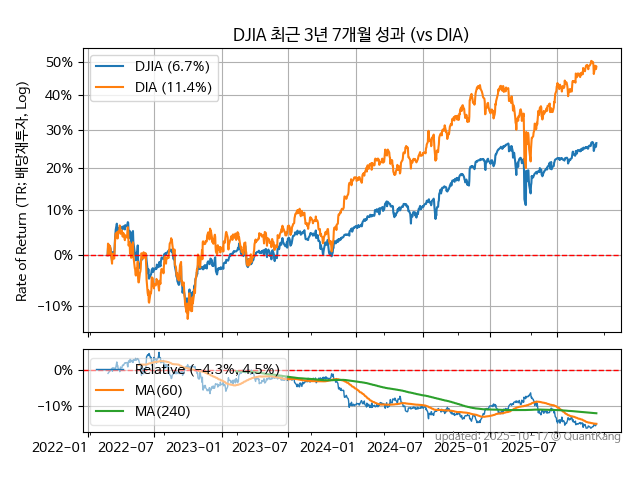 DJIA 최근 3년 7개월 성과 (vs DIA)
Rate of Return (TR; 배당재투자, Log)
DJIA (6.7%)
DIA (11.4%)
50%
40%
30%
20%
10%
0%
−10%
Relative (−4.3%, 4.5%)
MA(60)
MA(240)
0%
−10%
2022−01 2022−07 2023−01 2023−07 2024−01 2024−07 2025−01 2025−07
updated: 2025-10-17 © QuantKang